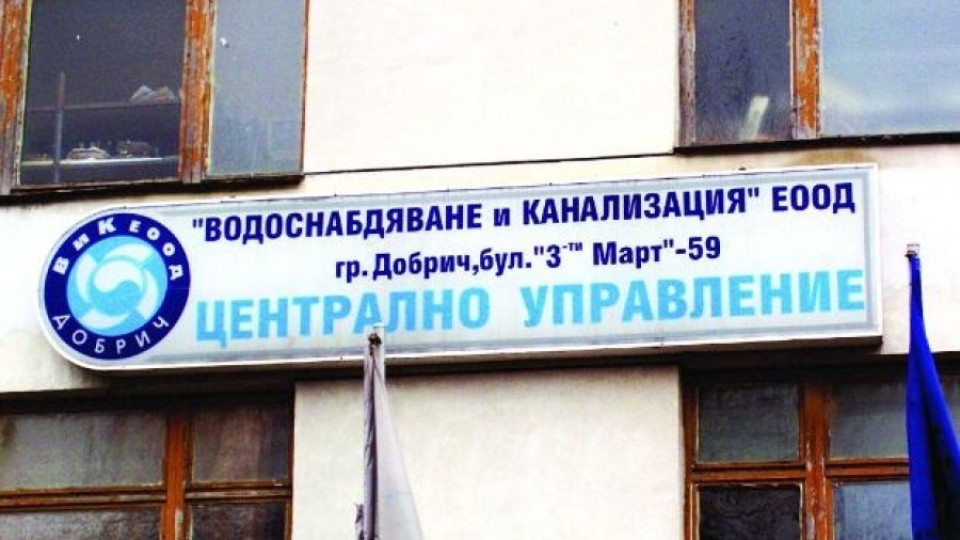 "ВОДОСНАБДЯВАНЕ и КАНАЛИЗАЦИЯ" ЕООД
гр. Добрич, бул. "3-ти Март"-59
ЦЕНТРАЛНО УПРАВЛЕНИЕ
ВиК ЕООД
ДОБРИЧ